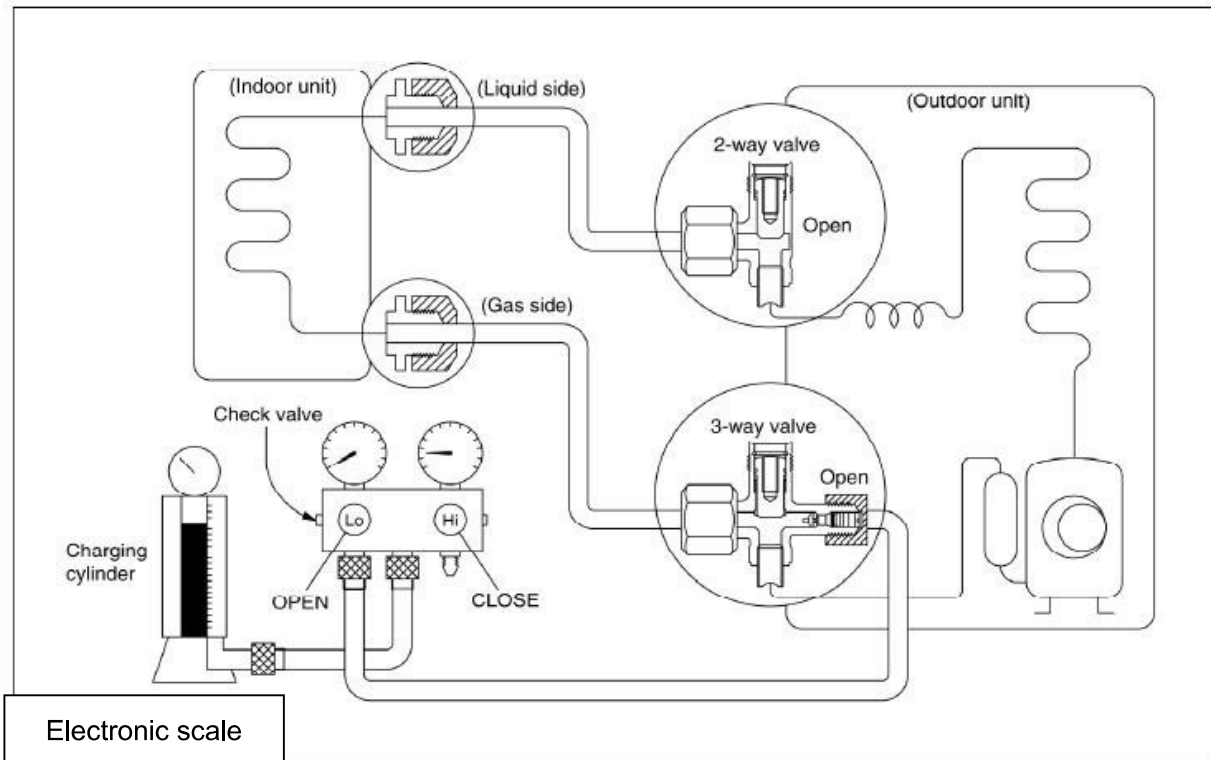 (Indoor unit)
(Liquid side)
(Outdoor unit)
2-way valve
Open
(Gas side)
3-way valve
Open
Check valve
Lo
Hi
Charging
cylinder
OPEN
CLOSE
Electronic scale